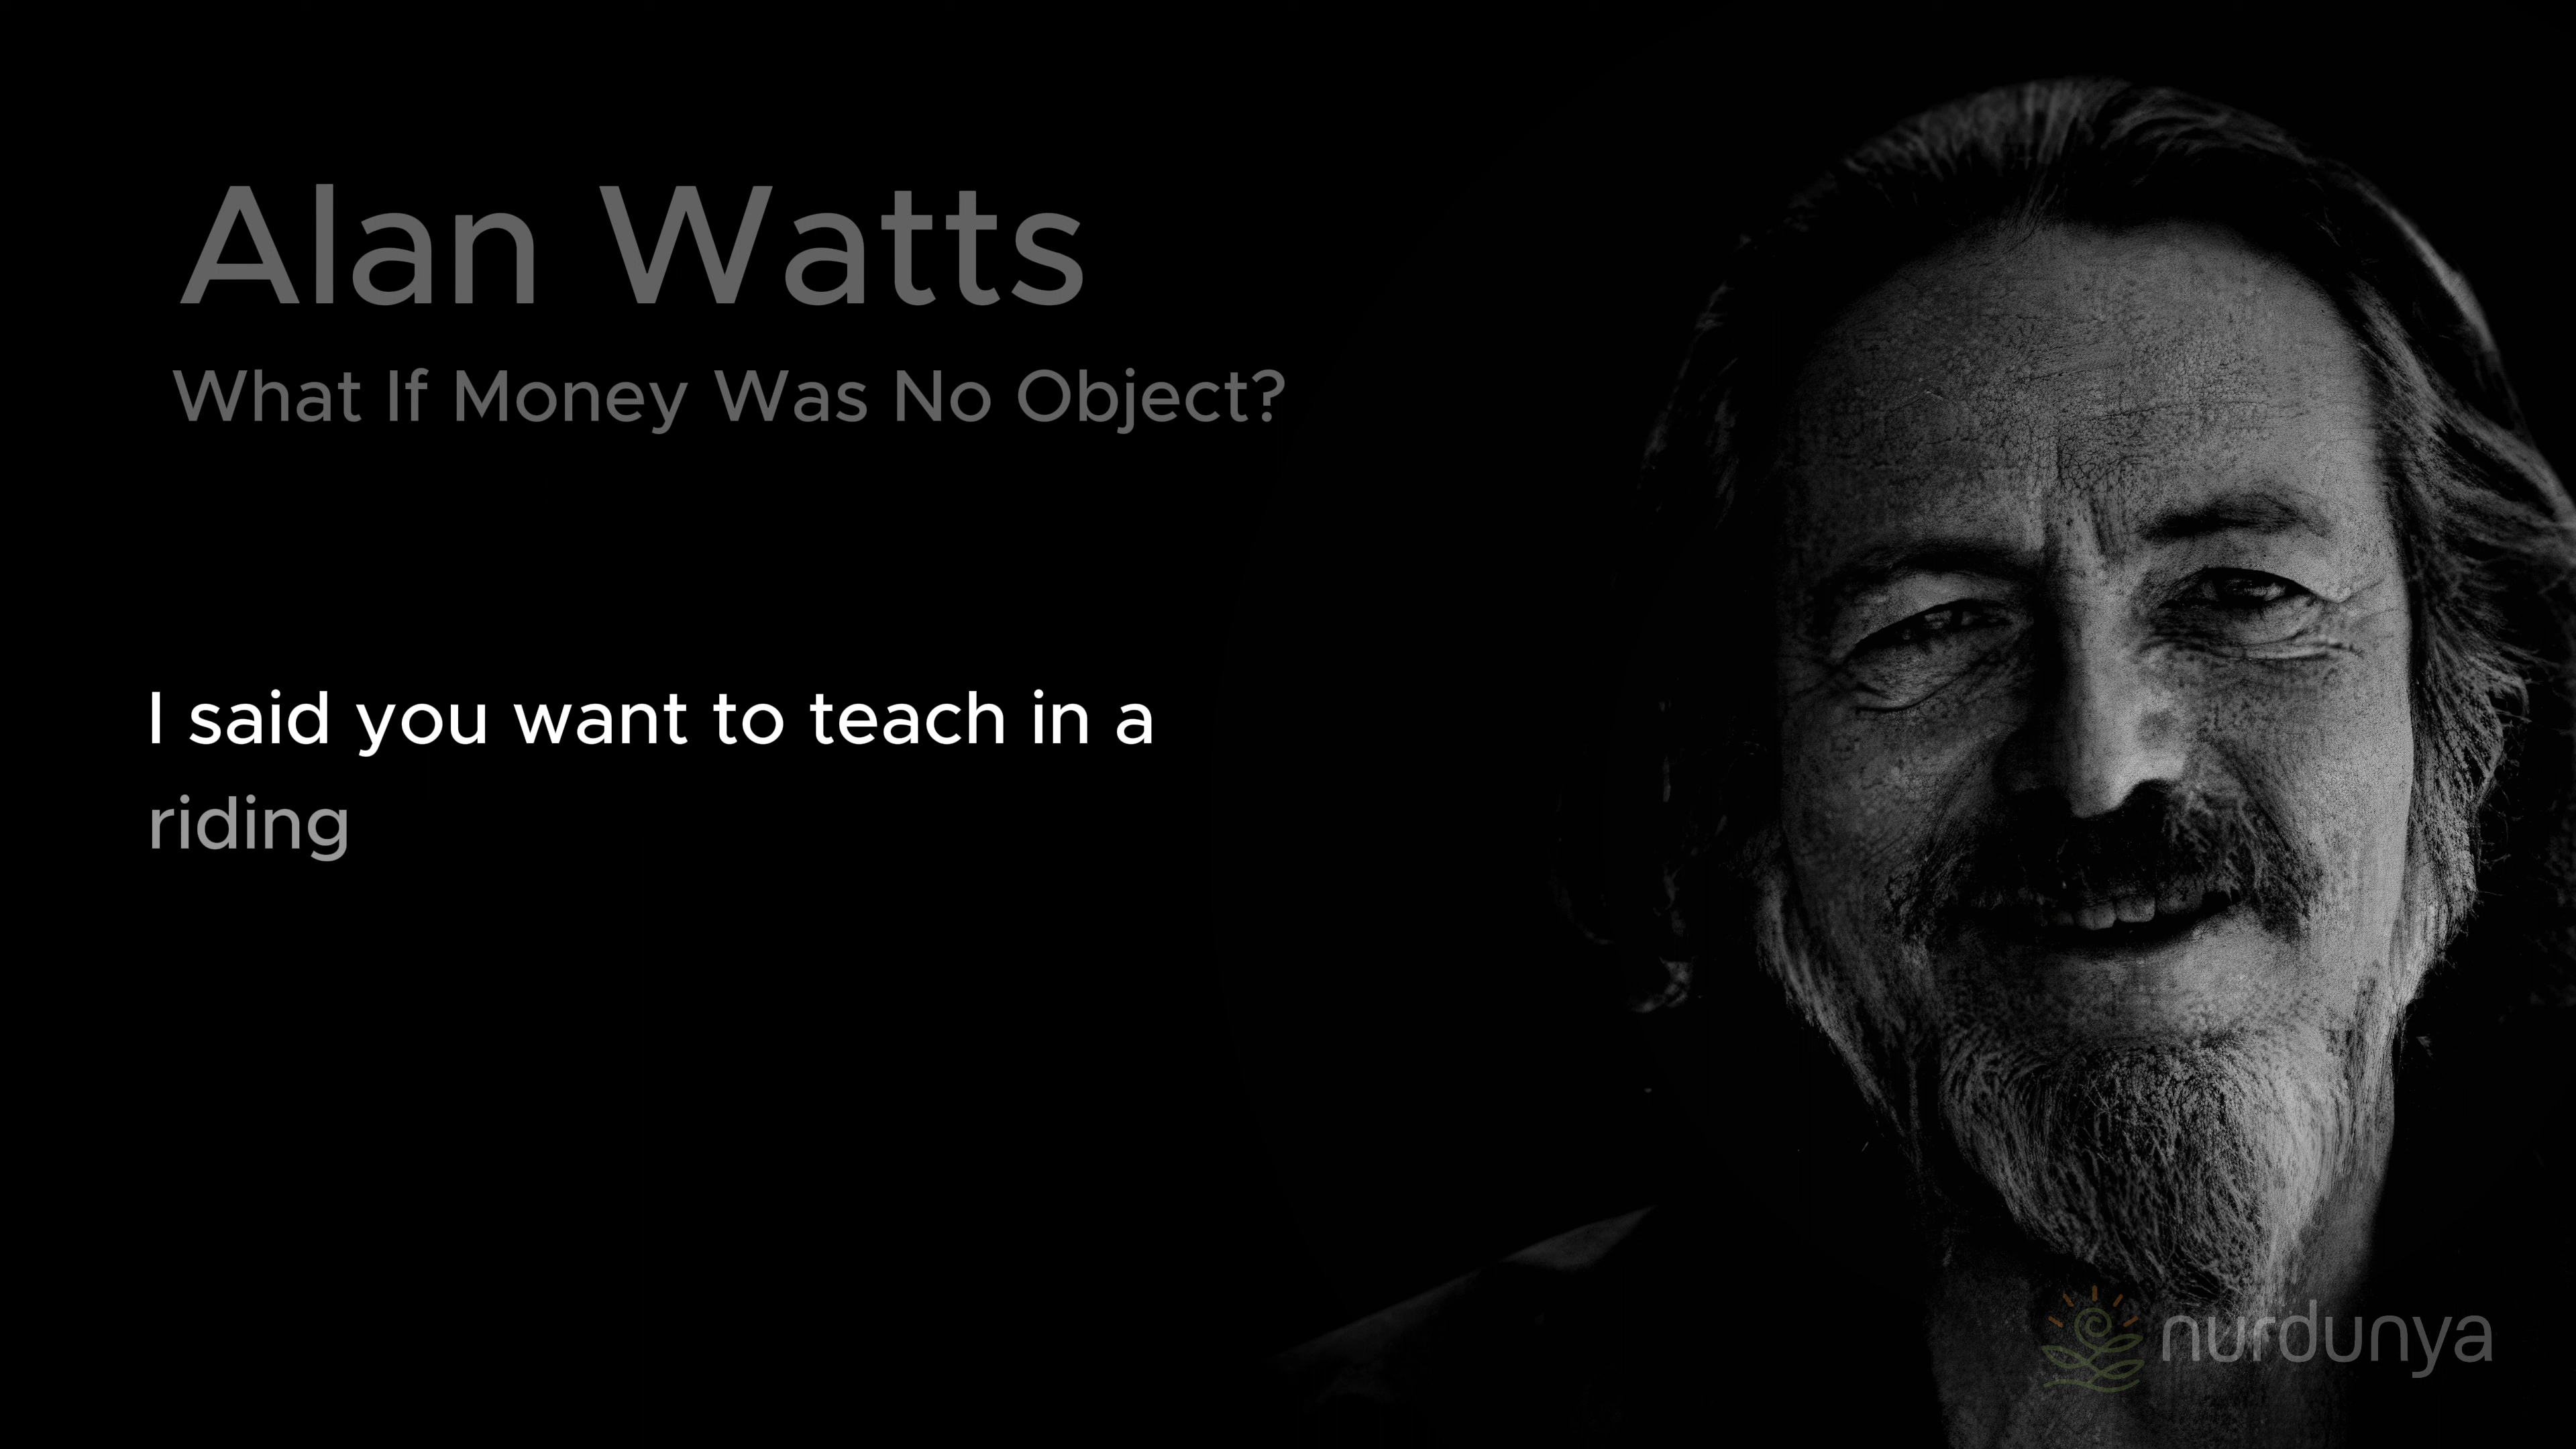 Alan Watts
What If Money Was No Object?
I said you want to teach in a
riding
nurdunya